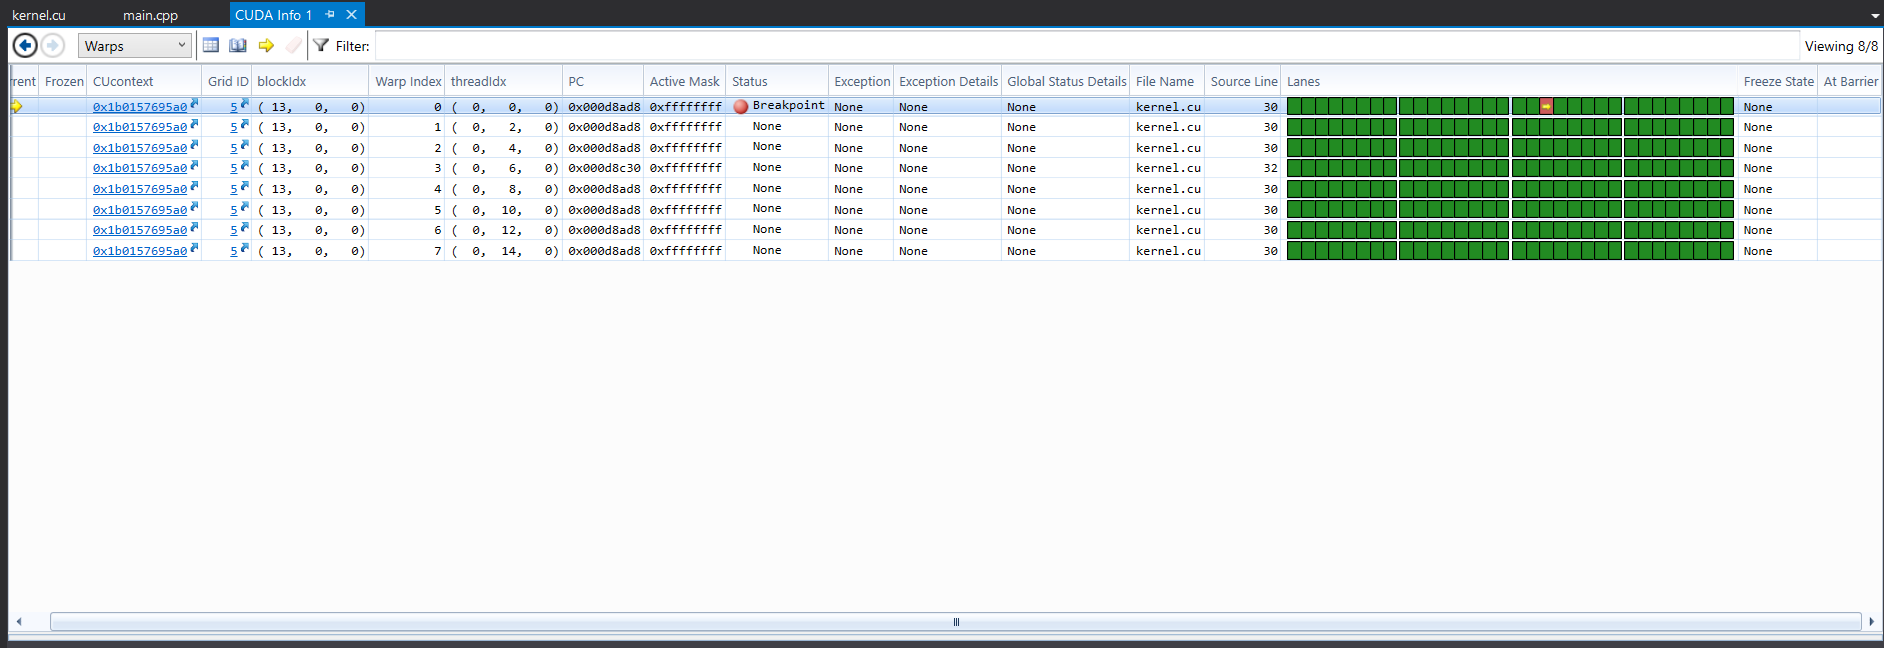 kernel.cu main.cpp CUDA Info 1
Warps Filter: Viewing 8/8
rent Frozen CUcontext Grid ID blockIdx Warp Index threadIdx PC Active Mask Status Exception Exception Details Global Status Details File Name Source Line Lanes Freeze State At Barrier
0x1b0157695a0 5 ( 13, 0, 0) 0 ( 0, 0, 0) 0x000d8ad8 0xffffffff Breakpoint None None None kernel.cu 30 None
0x1b0157695a0 5 ( 13, 0, 0) 1 ( 0, 2, 0) 0x000d8ad8 0xffffffff None None None None kernel.cu 30 None
0x1b0157695a0 5 ( 13, 0, 0) 2 ( 0, 4, 0) 0x000d8ad8 0xffffffff None None None None kernel.cu 30 None
0x1b0157695a0 5 ( 13, 0, 0) 3 ( 0, 6, 0) 0x000d8c30 0xffffffff None None None None kernel.cu 32 None
0x1b0157695a0 5 ( 13, 0, 0) 4 ( 0, 8, 0) 0x000d8ad8 0xffffffff None None None None kernel.cu 30 None
0x1b0157695a0 5 ( 13, 0, 0) 5 ( 0, 10, 0) 0x000d8ad8 0xffffffff None None None None kernel.cu 30 None
0x1b0157695a0 5 ( 13, 0, 0) 6 ( 0, 12, 0) 0x000d8ad8 0xffffffff None None None None kernel.cu 30 None
0x1b0157695a0 5 ( 13, 0, 0) 7 ( 0, 14, 0) 0x000d8ad8 0xffffffff None None None None kernel.cu 30 None